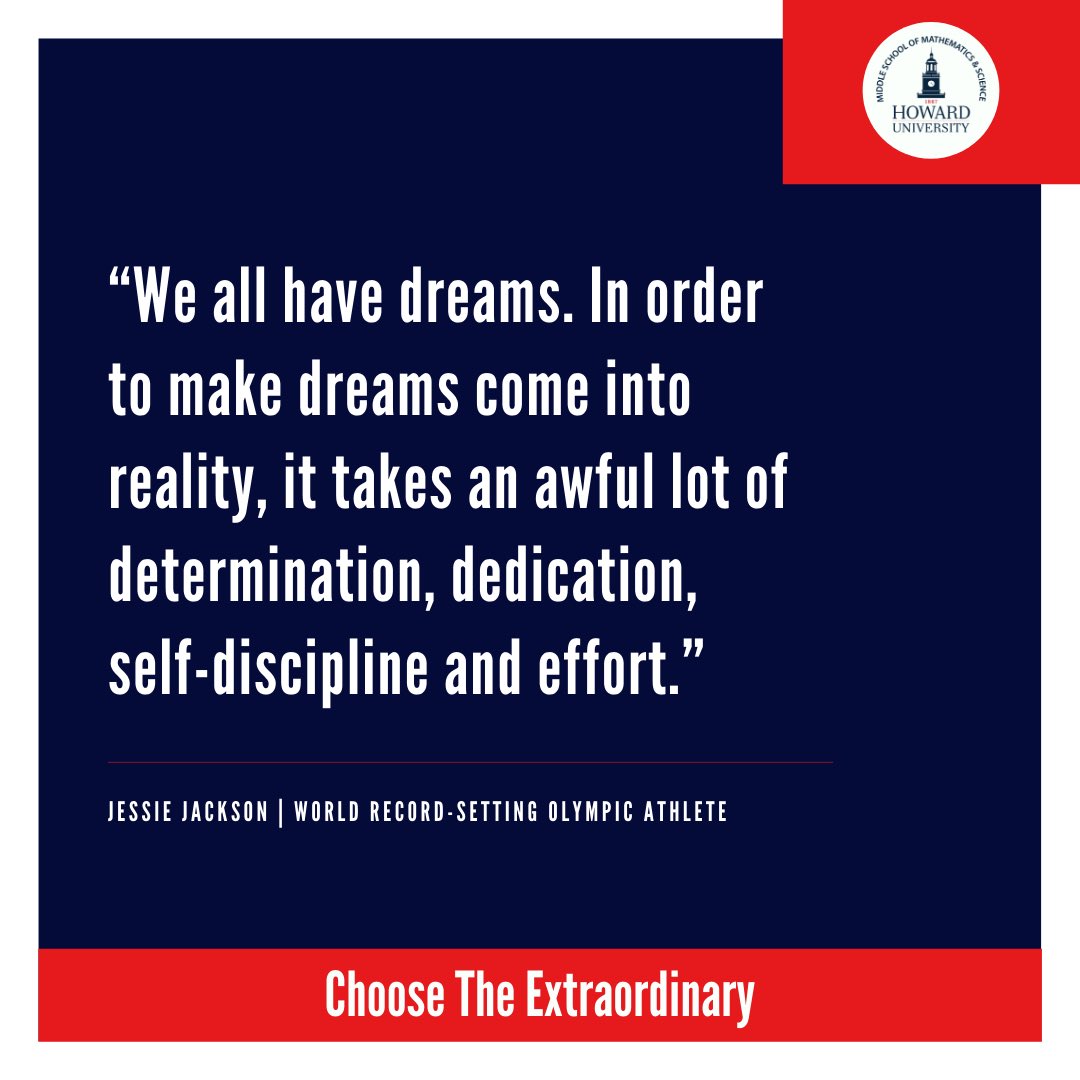 MIDDLE SCHOOL OF MATHEMATICS & SCIENCE
1867
HOWARD
UNIVERSITY
“We all have dreams. In order
to make dreams come into
reality, it takes an awful lot of
determination, dedication,
self-discipline and effort.”
JESSIE JACKSON | WORLD RECORD-SETTING OLYMPIC ATHLETE
Choose The Extraordinary